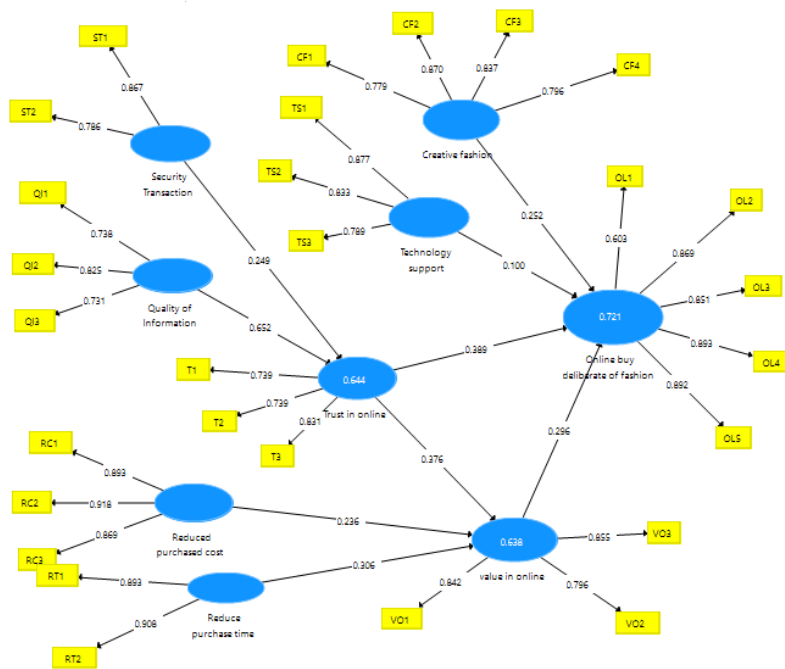 ST1
0.867
ST2
0.786
Security
Transaction
CF1
CF2
CF3
CF4
0.779
0.870
0.837
0.796
Creative fashion
TS1
TS2
TS3
0.877
0.833
0.789
Technology
support
QI1
QI2
QI3
0.738
0.825
0.731
Quality of
Information
0.249
0.652
0.252
0.100
OL1
OL2
OL3
OL4
OL5
0.603
0.869
0.851
0.893
0.892
0.721
Online buy
deliberate of fashion
T1
T2
T3
0.739
0.739
0.831
0.644
Trust in online
0.389
0.376
0.296
RC1
RC2
RC3
0.893
0.918
0.869
Reduced
purchased cost
0.236
RT1
RT2
0.893
0.908
Reduce
purchase time
0.306
0.638
value in online
VO1
VO2
VO3
0.842
0.796
0.855